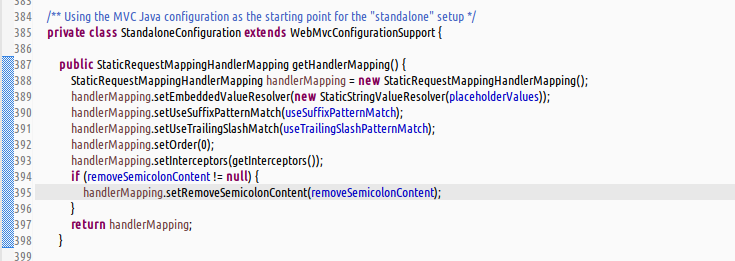 383
384 /** Using the MVC Java configuration as the starting point for the "standalone" setup */
385 private class StandaloneConfiguration extends WebMvcConfigurationSupport {
386
387 public StaticRequestMappingHandlerMapping getHandlerMapping() {
388 StaticRequestMappingHandlerMapping handlerMapping = new StaticRequestMappingHandlerMapping();
389 handlerMapping.setEmbeddedValueResolver(new StaticStringValueResolver(placeholderValues));
390 handlerMapping.setUseSuffixPatternMatch(useSuffixPatternMatch);
391 handlerMapping.setUseTrailingSlashMatch(useTrailingSlashPatternMatch);
392 handlerMapping.setOrder(0);
393 handlerMapping.setInterceptors(getInterceptors());
394 if (removeSemicolonContent != null) {
395 handlerMapping.setRemoveSemicolonContent(removeSemicolonContent);
396 }
397 return handlerMapping;
398 }
399